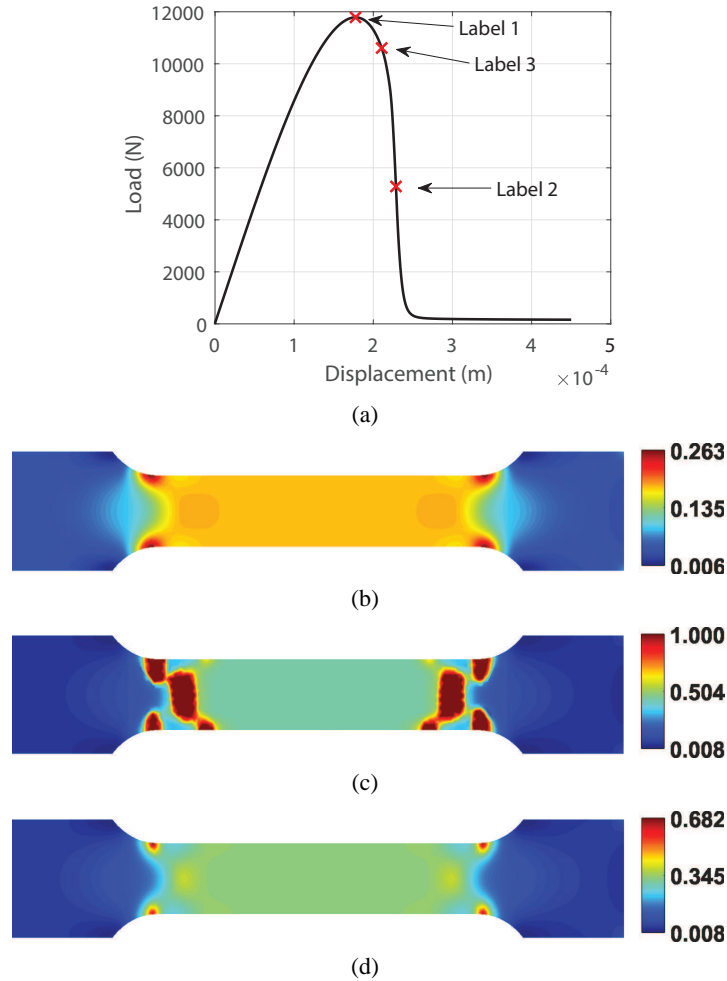 12000
Label 1
10000
Label 3
8000
Load (N)
6000
Label 2
4000
2000
0
0 1 2 3 4 5
Displacement (m) ×10-4
(a)
0.263
0.135
0.006
(b)
1.000
0.504
0.008
(c)
0.682
0.345
0.008
(d)